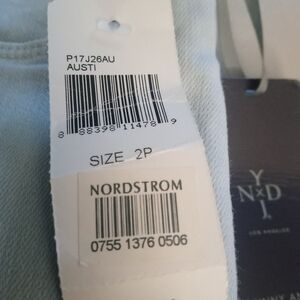 P17J26AU
AUSTI
8 88398 11478 9
SIZE 2P
NORDSTROM
0755 1376 0506
Y
N×D
J.
LOS ANGELES